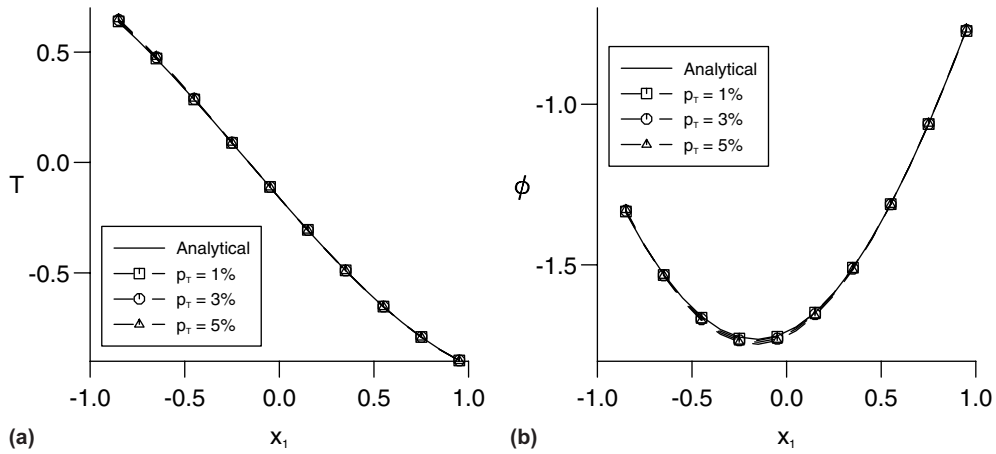 0.5
0.0
-0.5
T
Analytical
p_T = 1%
p_T = 3%
p_T = 5%
-1.0 -0.5 0.0 0.5 1.0
(a)
x_1
-1.0
-1.5
ϕ
Analytical
p_T = 1%
p_T = 3%
p_T = 5%
-1.0 -0.5 0.0 0.5 1.0
(b)
x_1